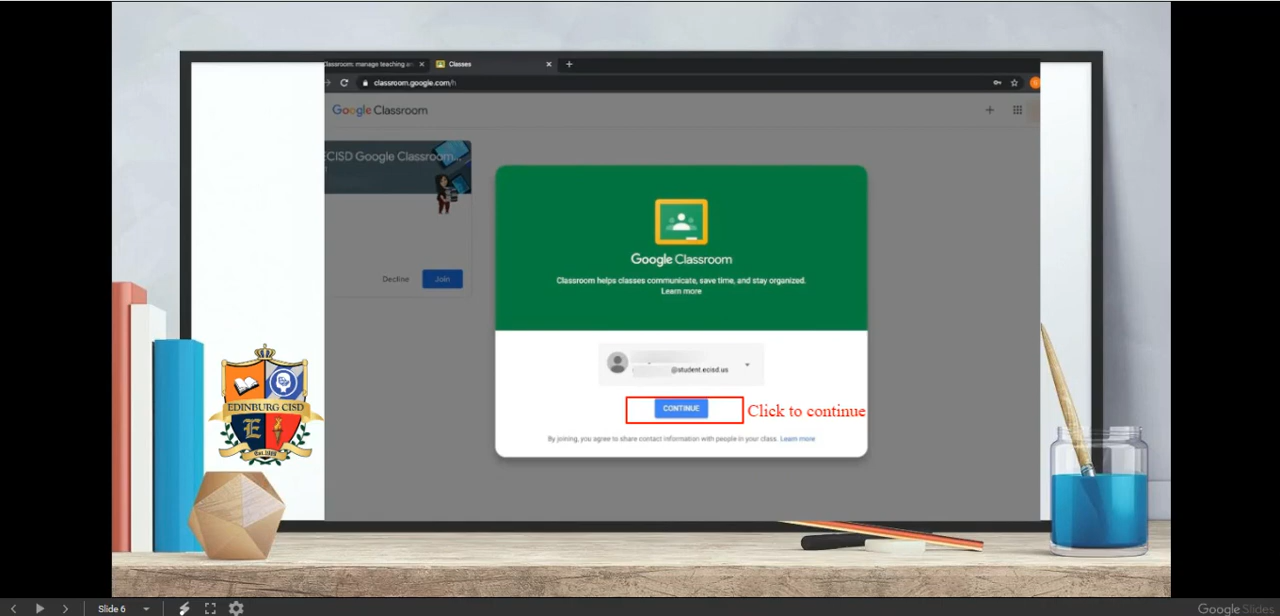 Classroom: manage teaching an
Classes
classroom.google.com/h
Google Classroom
ECISD Google Classroom...
Decline
Join
Google Classroom
Classroom helps classes communicate, save time, and stay organized.
Learn more
@student.ecisd.us
CONTINUE
Click to continue
By joining, you agree to share contact information with people in your class. Learn more
EDINBURG CISD
E
Slide 6
Google Slides